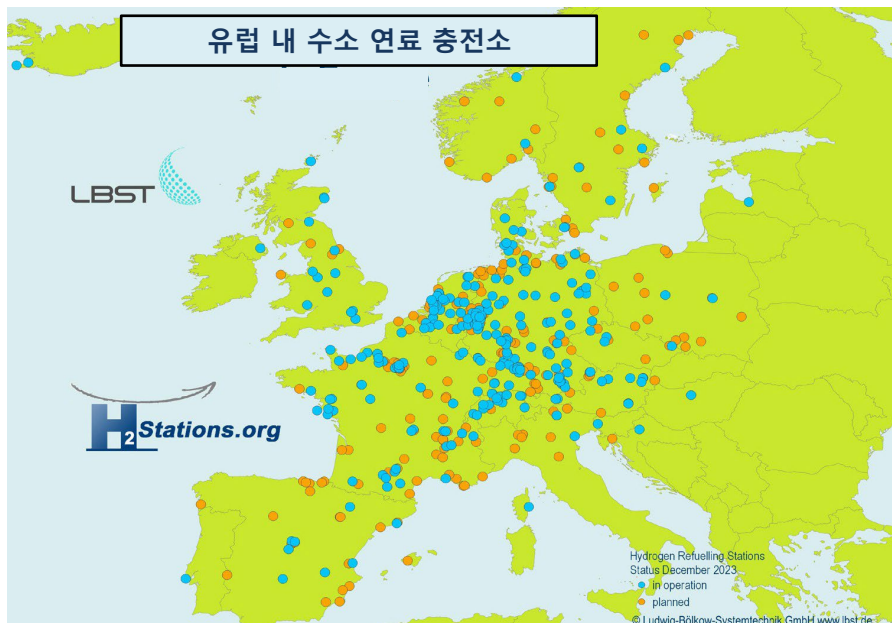 유럽 내 수소 연료 충전소
LBST
H2Stations.org
Hydrogen Refuelling Stations
Status December 2023
in operation
planned
© Ludwig-Bölkow-Systemtechnik GmbH www.lbst.de